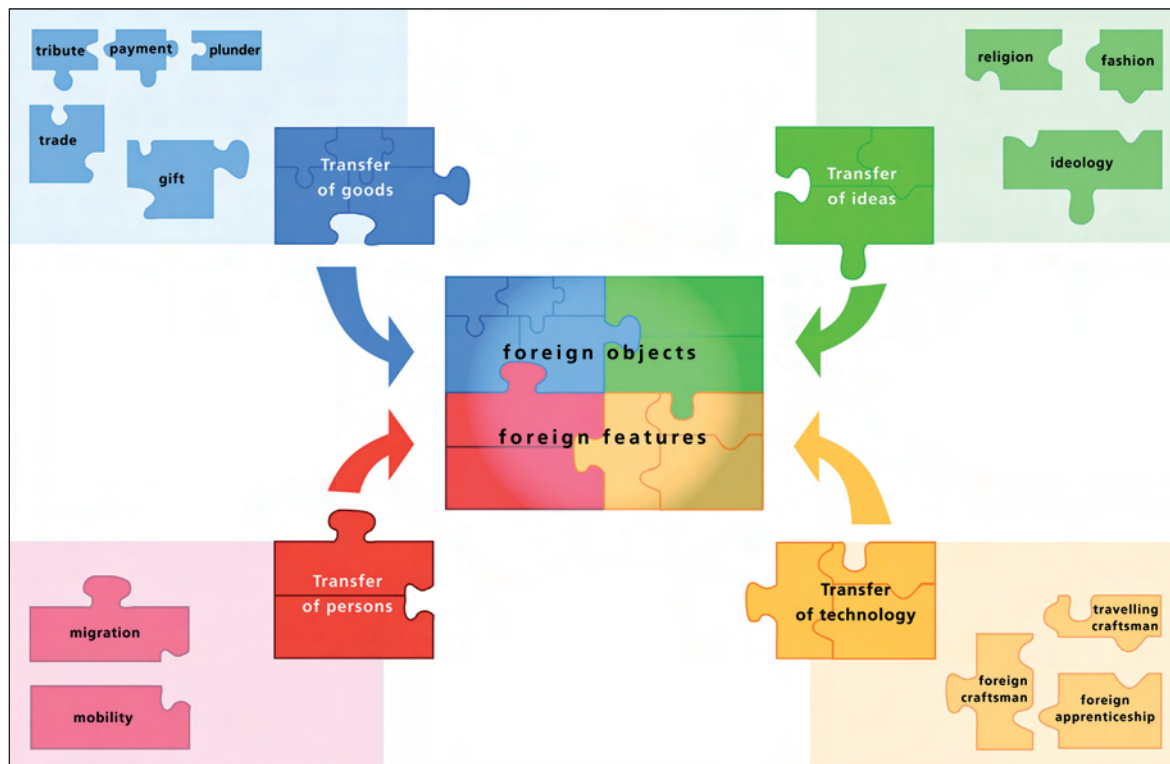 tribute
payment
plunder
trade
gift
Transfer
of goods
religion
fashion
ideology
Transfer
of ideas
foreign objects
foreign features
Transfer
of persons
migration
mobility
Transfer
of technology
travelling
craftsman
foreign
craftsman
foreign
apprenticeship